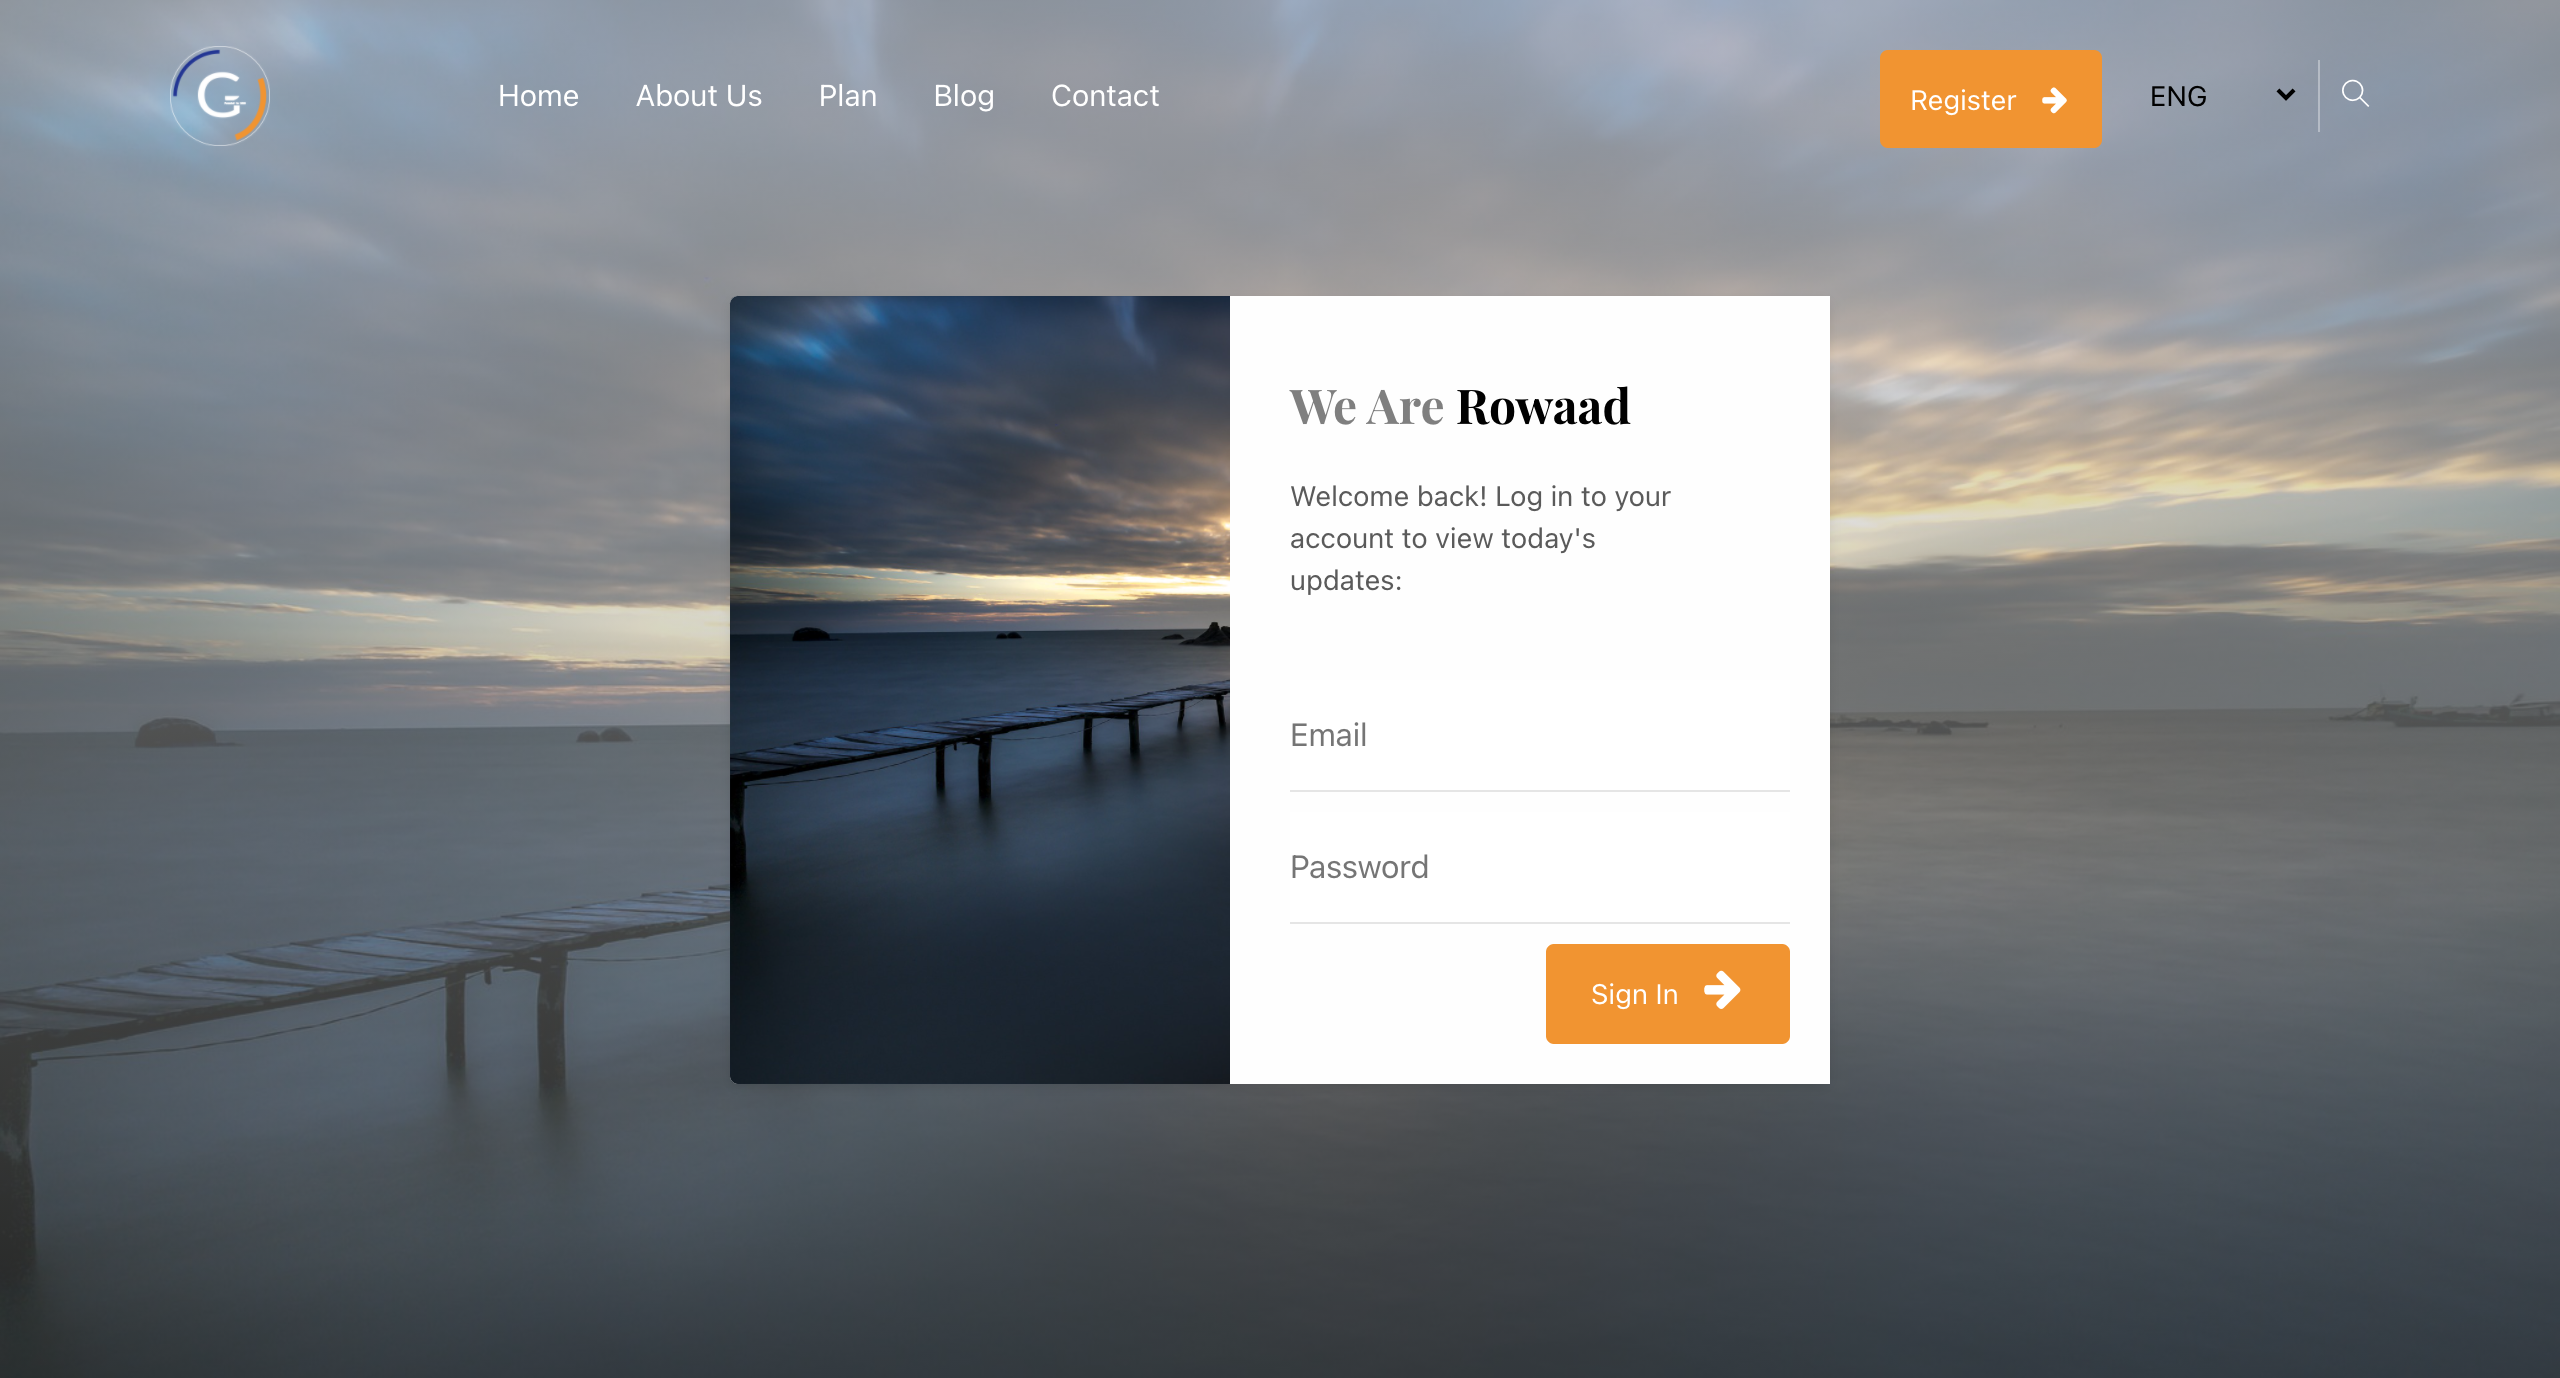 G
Home
About Us
Plan
Blog
Contact
Register
ENG
We Are Rowaad
Welcome back! Log in to your
account to view today's
updates:
Email
Password
Sign In